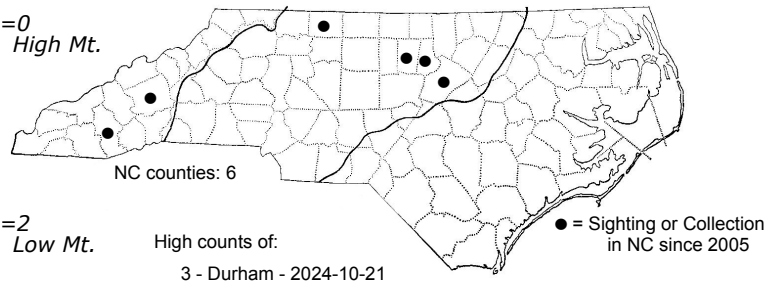 =0
High Mt.
NC counties: 6
=2
Low Mt.
High counts of:
3 - Durham - 2024-10-21
● = Sighting or Collection
in NC since 2005